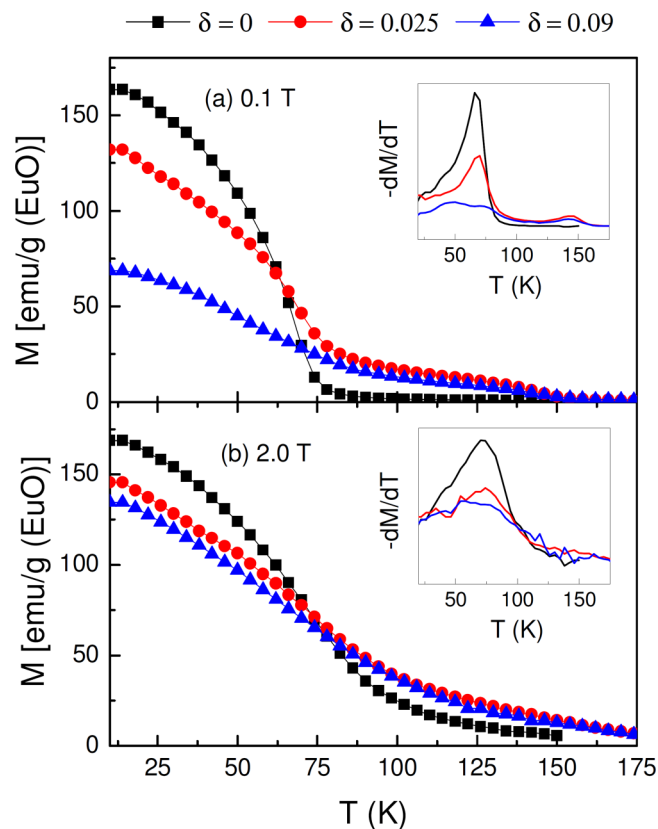 δ = 0 δ = 0.025 δ = 0.09
(a) 0.1 T
-dM/dT
50 100 150
T (K)
M [emu/g (EuO)]
150
100
50
0
(b) 2.0 T
-dM/dT
50 100 150
T (K)
M [emu/g (EuO)]
150
100
50
0
25 50 75 100 125 150 175
T (K)